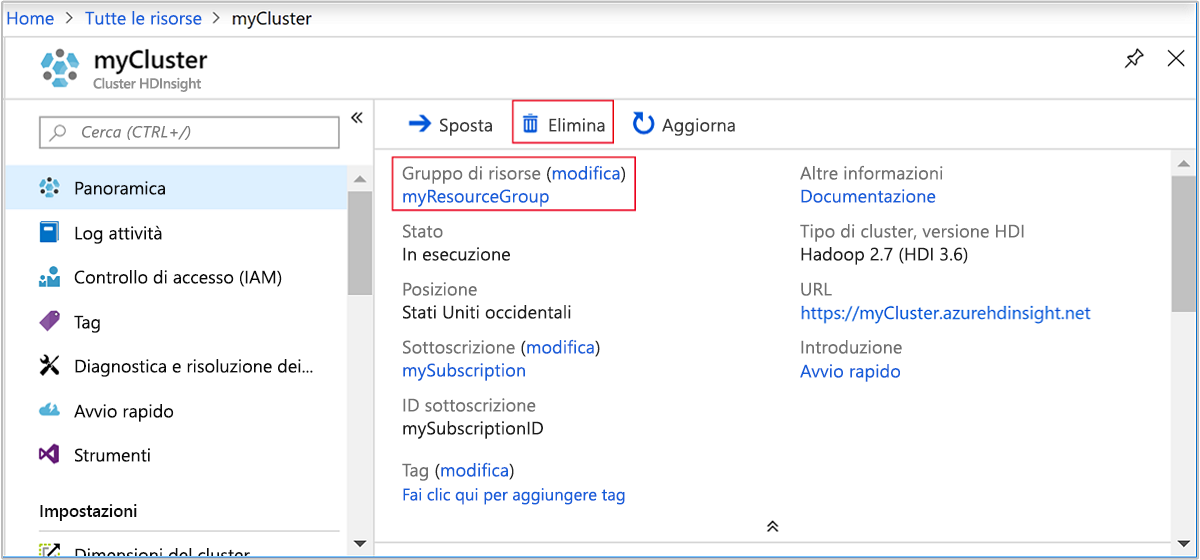 Home > Tutte le risorse > myCluster
myCluster
Cluster HDInsight
Cerca (CTRL+/)
Panoramica
Log attività
Controllo di accesso (IAM)
Tag
Diagnostica e risoluzione dei...
Avvio rapido
Strumenti
Impostazioni
Dimensioni del cluster
Sposta
Elimina
Aggiorna
Gruppo di risorse (modifica)
myResourceGroup
Stato
In esecuzione
Posizione
Stati Uniti occidentali
Sottoscrizione (modifica)
mySubscription
ID sottoscrizione
mySubscriptionID
Tag (modifica)
Fai clic qui per aggiungere tag
Altre informazioni
Documentazione
Tipo di cluster, versione HDI
Hadoop 2.7 (HDI 3.6)
URL
https://myCluster.azurehdinsight.net
Introduzione
Avvio rapido